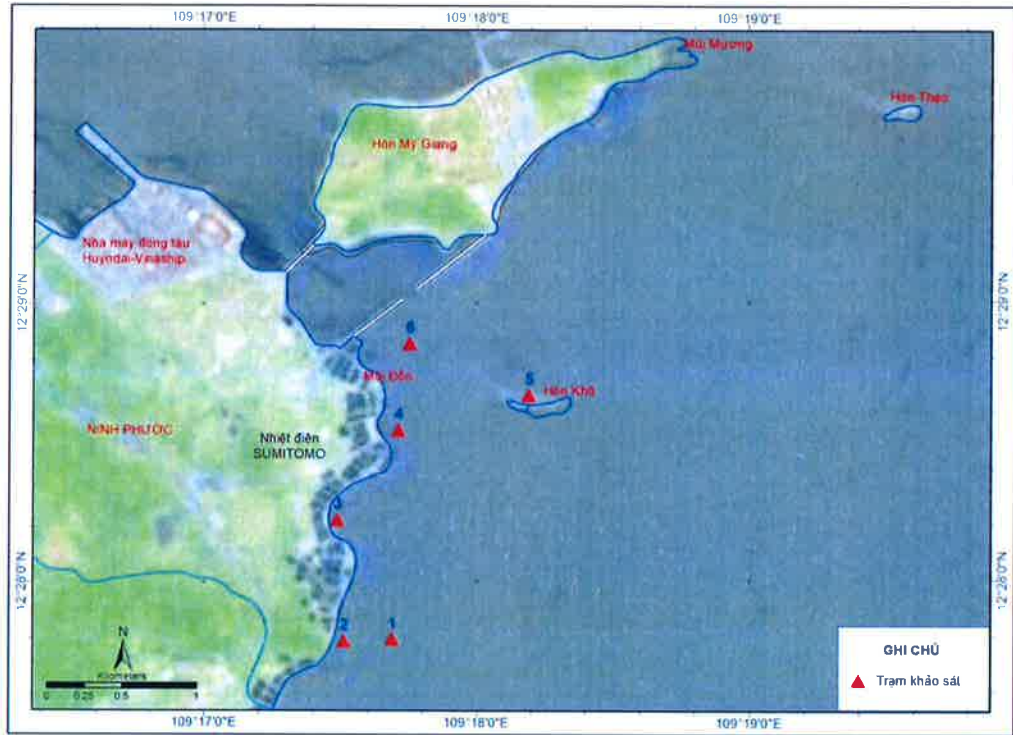 109°17'0"E
109°18'0"E
109°19'0"E
Mũi Mương
Hòn Thẹo
Hòn Mỹ Giang
Nhà máy đóng tàu
Huyndai-Vinaship
12°29'0"N
12°29'0"N
6
Mũi Đồn
5
Hòn Khô
4
NINH PHƯỚC
Nhiệt điện
SUMITOMO
3
12°28'0"N
12°28'0"N
2
1
N
Kilometers
0
0.25
0.5
1
GHI CHÚ
Trạm khảo sát
109°17'0"E
109°18'0"E
109°19'0"E